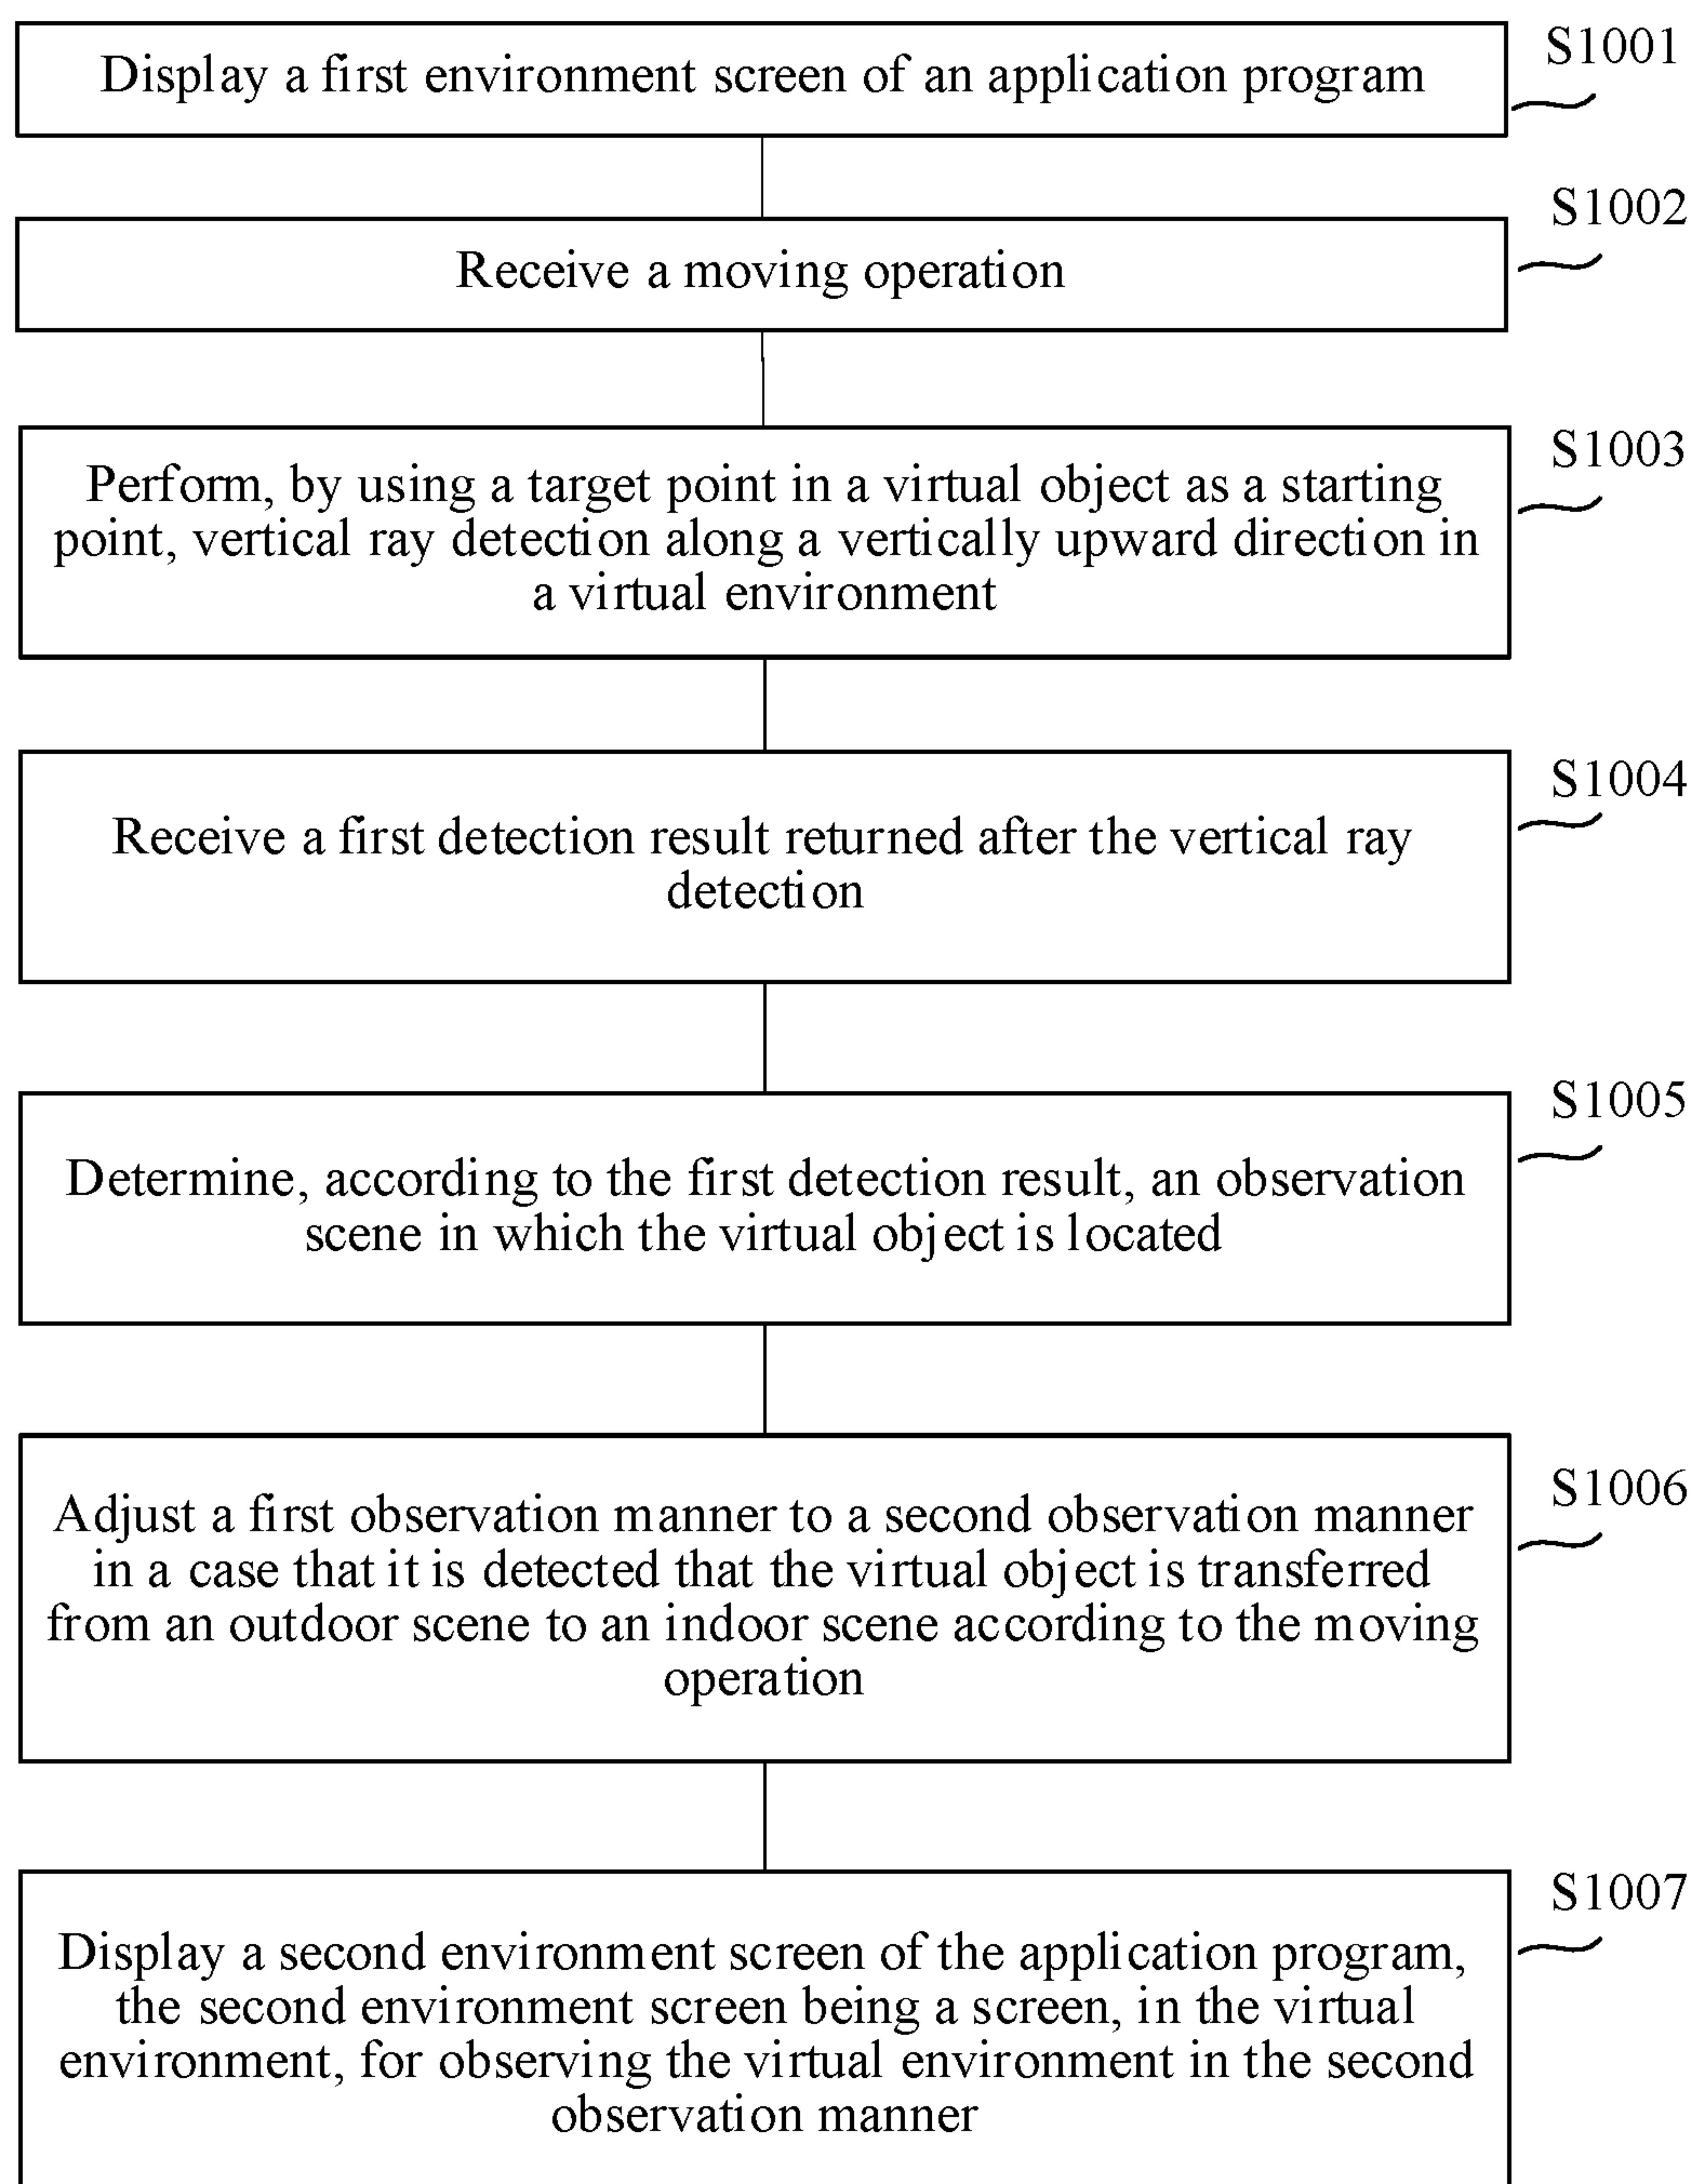 Display a first environment screen of an application program
S1001
Receive a moving operation
S1002
Perform, by using a target point in a virtual object as a starting
point, vertical ray detection along a vertically upward direction in
a virtual environment
S1003
Receive a first detection result returned after the vertical ray
detection
S1004
Determine, according to the first detection result, an observation
scene in which the virtual object is located
S1005
Adjust a first observation manner to a second observation manner
in a case that it is detected that the virtual object is transferred
from an outdoor scene to an indoor scene according to the moving
operation
S1006
Display a second environment screen of the application program,
the second environment screen being a screen, in the virtual
environment, for observing the virtual environment in the second
observation manner
S1007